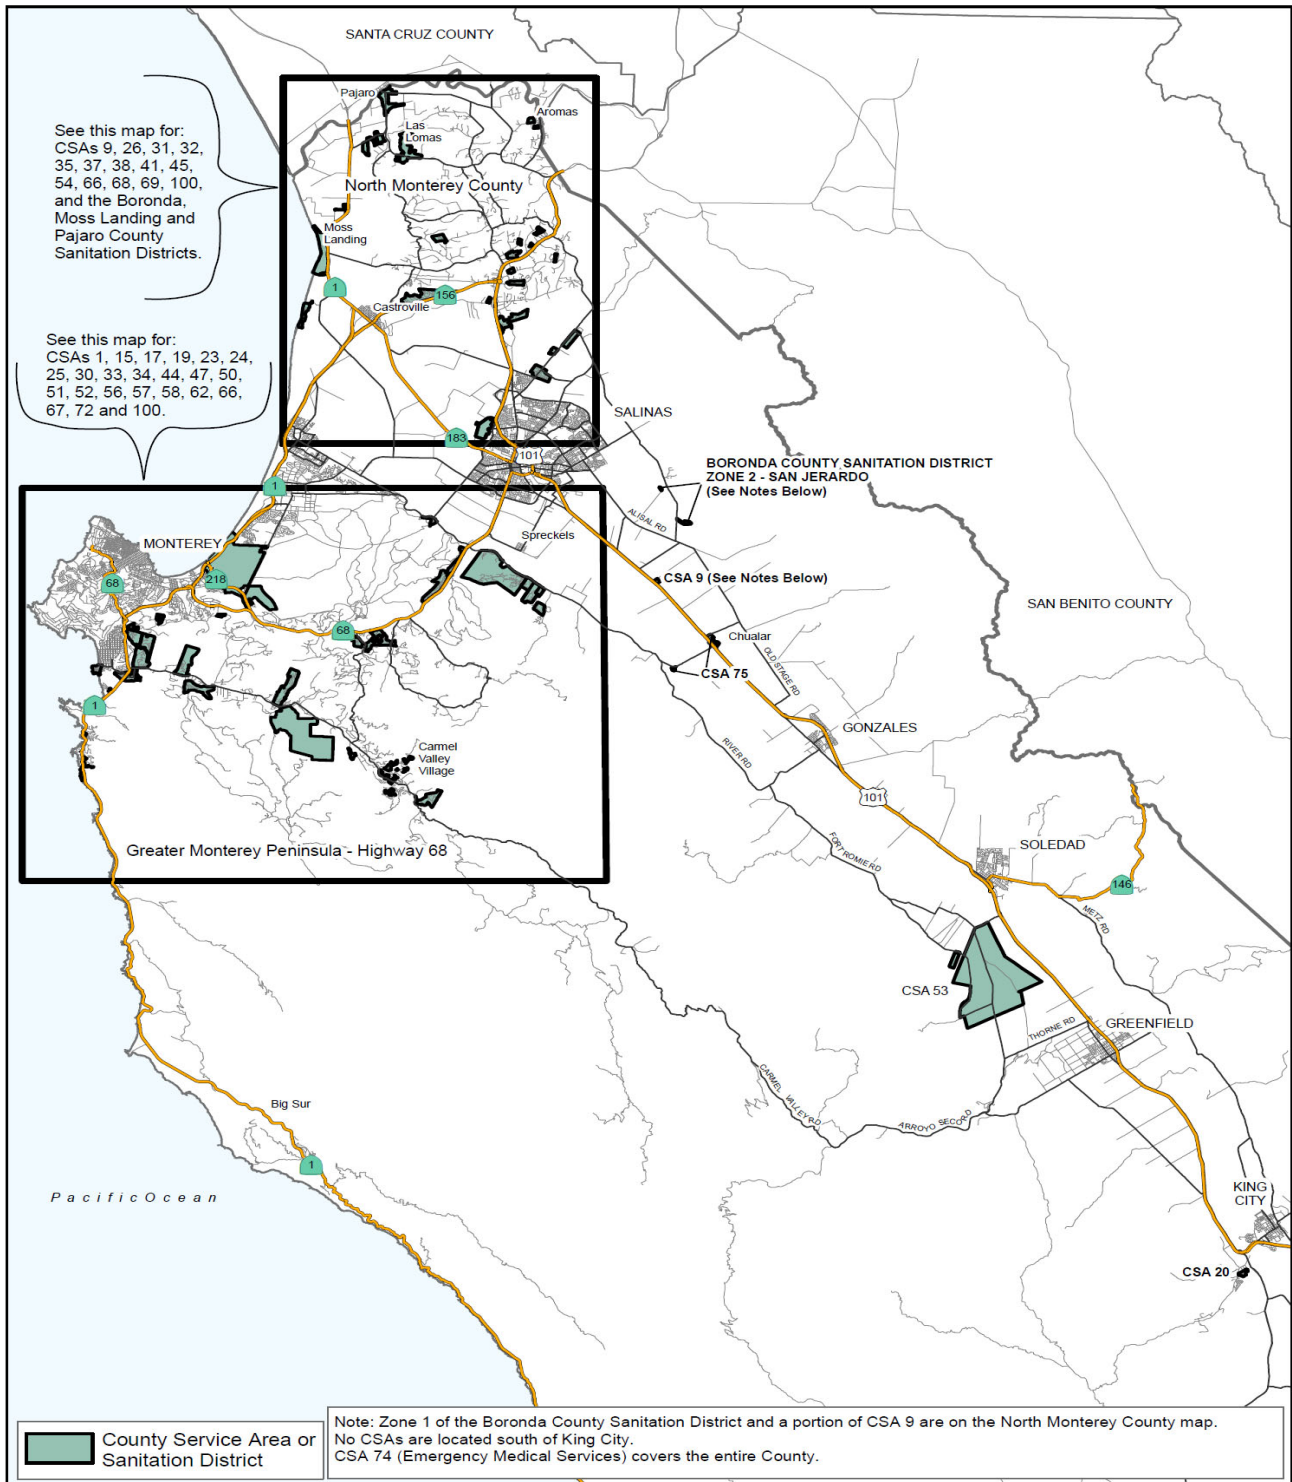 SANTA CRUZ COUNTY
Pajaro
Aromas
Las
Lomas
See this map for:
CSAs 9, 26, 31, 32,
35, 37, 38, 41, 45,
54, 66, 68, 69, 100,
and the Boronda,
Moss Landing and
Pajaro County
Sanitation Districts.
North Monterey County
Moss
Landing
1
156
Castroville
See this map for:
CSAs 1, 15, 17, 19, 23, 24,
25, 30, 33, 34, 44, 47, 50,
51, 52, 56, 57, 58, 62, 66,
67, 72 and 100.
SALINAS
183
101
BORONDA COUNTY SANITATION DISTRICT
ZONE 2 - SAN JERARDO
(See Notes Below)
1
ALISAL RD
Spreckels
MONTEREY
218
68
CSA 9 (See Notes Below)
SAN BENITO COUNTY
68
Chualar
OLD STAGE RD
CSA 75
1
GONZALES
RIVER RD
Carmel
Valley
Village
101
FORT ROMIE RD
SOLEDAD
Greater Monterey Peninsula - Highway 68
146
METZ RD
CSA 53
THORNE RD
GREENFIELD
CARMEL VALLEY RD
ARROYO SECO RD
Big Sur
1
Pacific Ocean
KING
CITY
CSA 20
County Service Area or
Sanitation District
Note: Zone 1 of the Boronda County Sanitation District and a portion of CSA 9 are on the North Monterey County map.
No CSAs are located south of King City.
CSA 74 (Emergency Medical Services) covers the entire County.